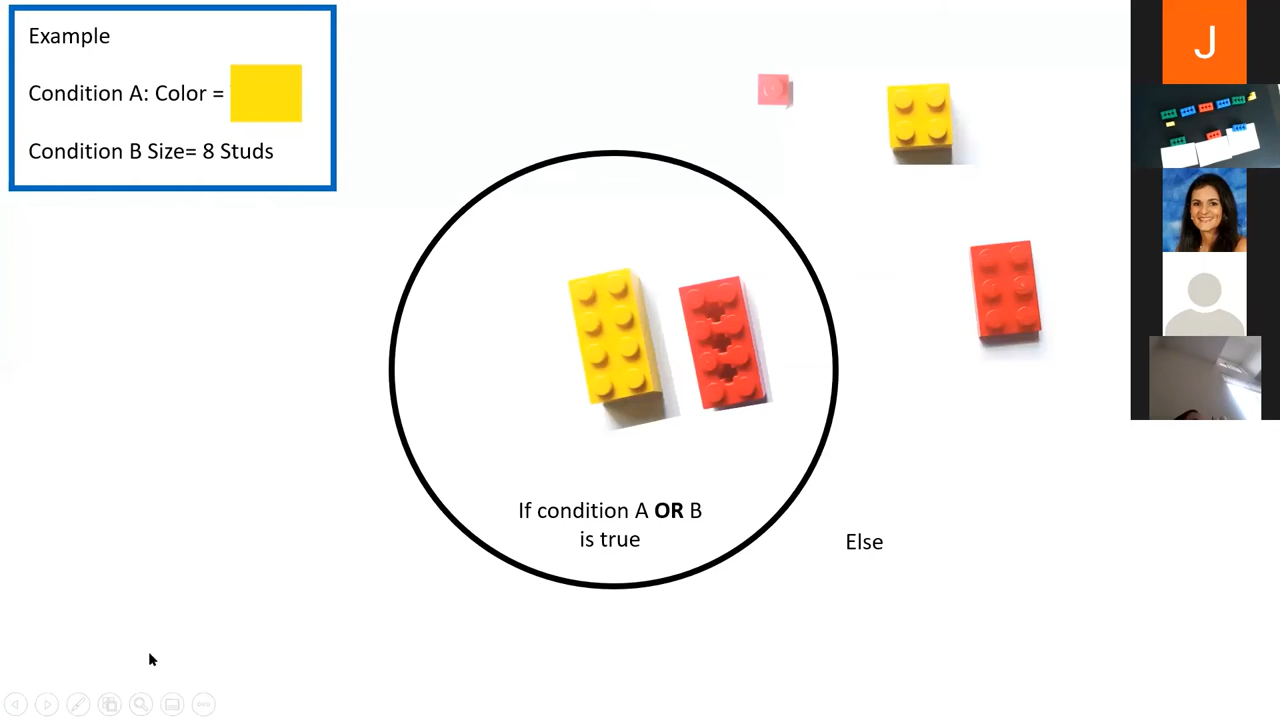 Example
Condition A: Color =
Condition B Size= 8 Studs
If condition A OR B
is true
Else
J